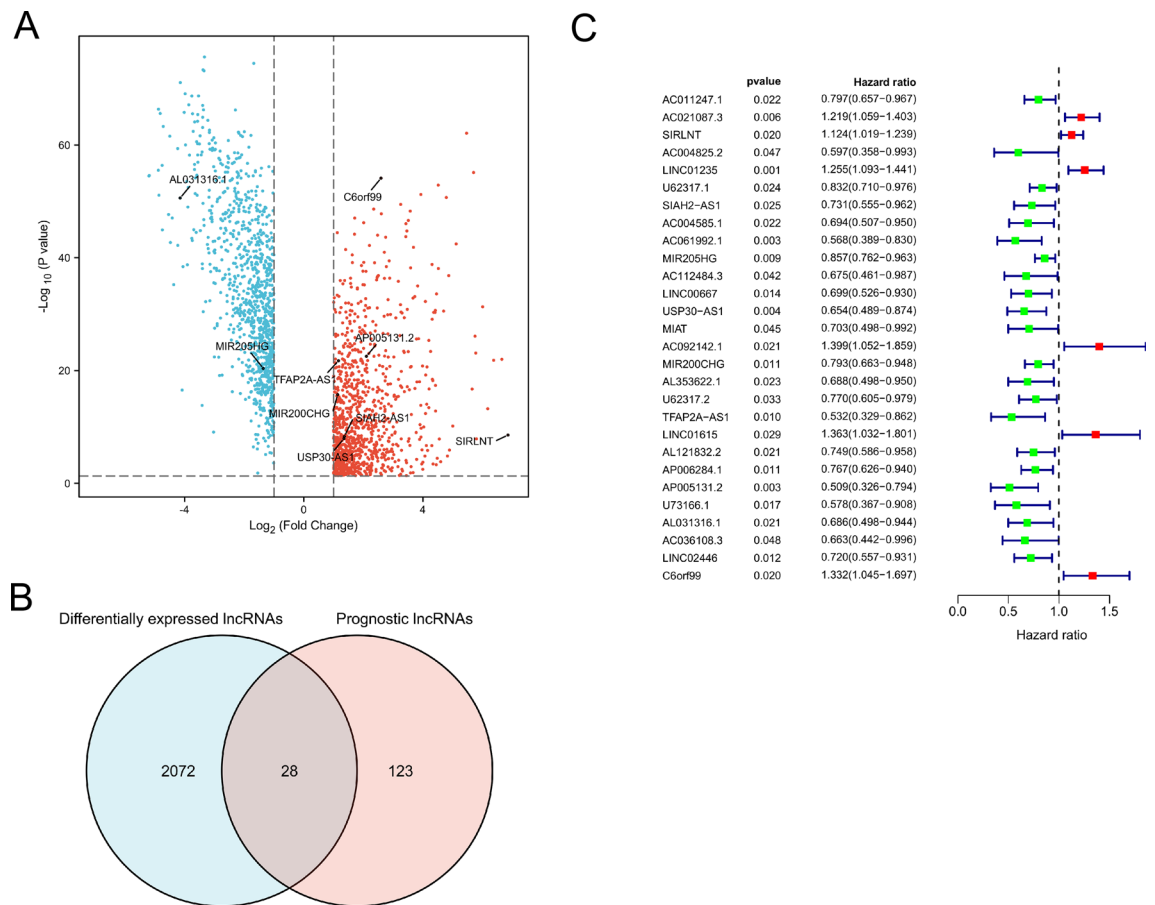 A
60
40
20
0
-4
0
4
-Log10 (P value)
Log2 (Fold Change)
AL031316.1
C6orf99
MIR205HG
AP005131.2
TFAP2A-AS1
MIR200CHG
SIAH2-AS1
USP30-AS1
SIRLNT
B
Differentially expressed lncRNAs Prognostic lncRNAs
2072 28 123
C
pvalue Hazard ratio
AC011247.1 0.022 0.797(0.657−0.967)
AC021087.3 0.006 1.219(1.059−1.403)
SIRLNT 0.020 1.124(1.019−1.239)
AC004825.2 0.047 0.597(0.358−0.993)
LINC01235 0.001 1.255(1.093−1.441)
U62317.1 0.024 0.832(0.710−0.976)
SIAH2−AS1 0.025 0.731(0.555−0.962)
AC004585.1 0.022 0.694(0.507−0.950)
AC061992.1 0.003 0.568(0.389−0.830)
MIR205HG 0.009 0.857(0.762−0.963)
AC112484.3 0.042 0.675(0.461−0.987)
LINC00667 0.014 0.699(0.526−0.930)
USP30−AS1 0.004 0.654(0.489−0.874)
MIAT 0.045 0.703(0.498−0.992)
AC092142.1 0.021 1.399(1.052−1.859)
MIR200CHG 0.011 0.793(0.663−0.948)
AL353622.1 0.023 0.688(0.498−0.950)
U62317.2 0.033 0.770(0.605−0.979)
TFAP2A−AS1 0.010 0.532(0.329−0.862)
LINC01615 0.029 1.363(1.032−1.801)
AL121832.2 0.021 0.749(0.586−0.958)
AP006284.1 0.011 0.767(0.626−0.940)
AP005131.2 0.003 0.509(0.326−0.794)
U73166.1 0.017 0.578(0.367−0.908)
AL031316.1 0.021 0.686(0.498−0.944)
AC036108.3 0.048 0.663(0.442−0.996)
LINC02446 0.012 0.720(0.557−0.931)
C6orf99 0.020 1.332(1.045−1.697)
0.0 0.5 1.0 1.5
Hazard ratio